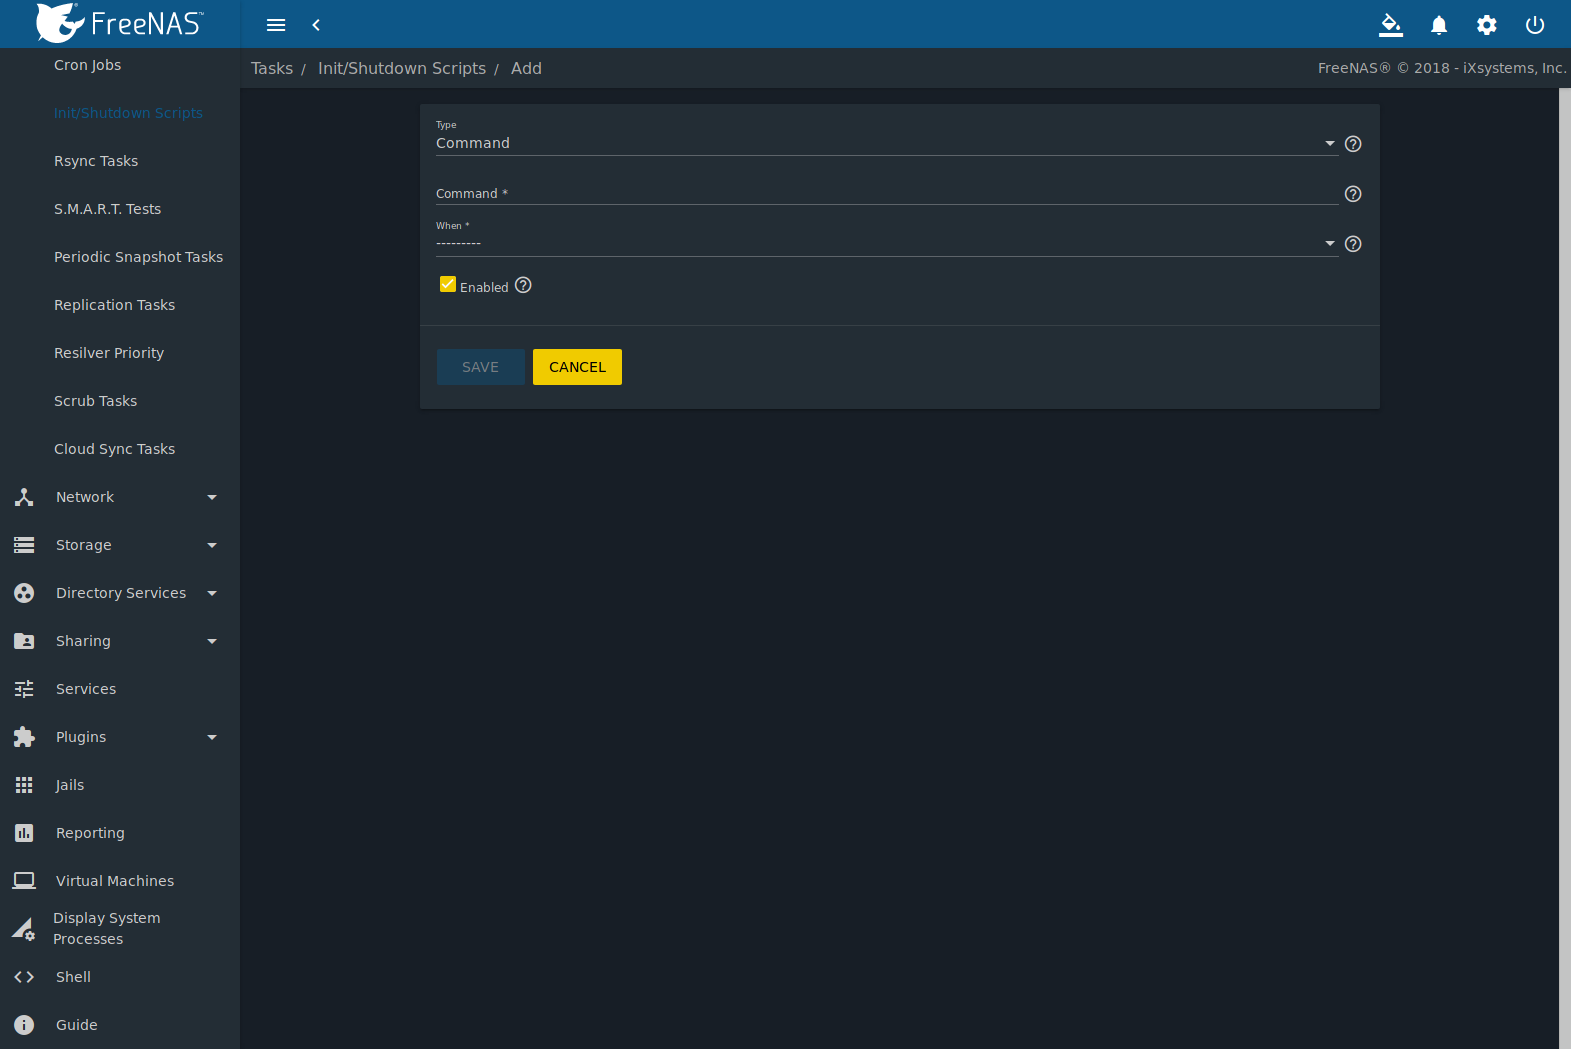 FreeNAS™
Tasks / Init/Shutdown Scripts / Add
FreeNAS® © 2018 - iXsystems, Inc.
Cron Jobs
Init/Shutdown Scripts
Rsync Tasks
S.M.A.R.T. Tests
Periodic Snapshot Tasks
Replication Tasks
Resilver Priority
Scrub Tasks
Cloud Sync Tasks
Network
Storage
Directory Services
Sharing
Services
Plugins
Jails
Reporting
Virtual Machines
Display System
Processes
Shell
Guide
Type
Command
Command *
When *
---------
Enabled
SAVE
CANCEL